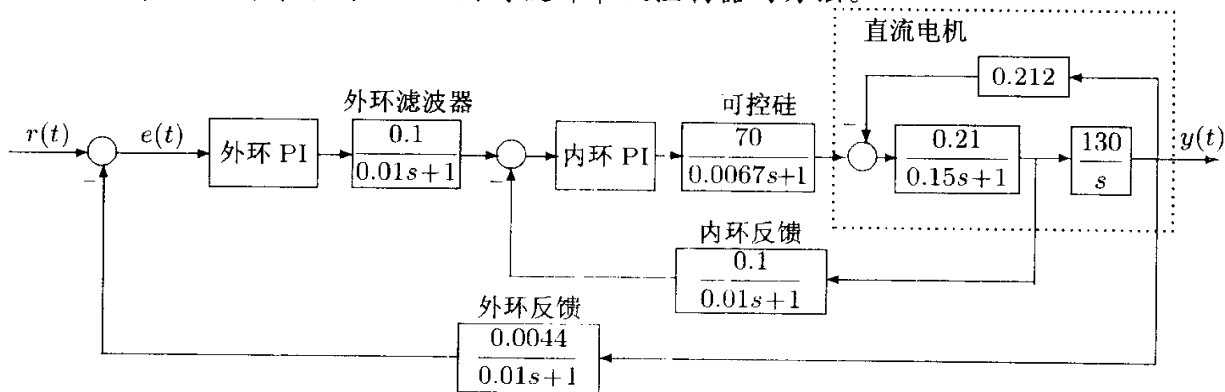 直流电机
0.212
外环滤波器
可控硅
r(t)
e(t)
外环 PI
0.1
0.01s+1
内环 PI
70
0.0067s+1
0.21
0.15s+1
130
s
y(t)
−
−
−
内环反馈
0.1
0.01s+1
外环反馈
0.0044
0.01s+1